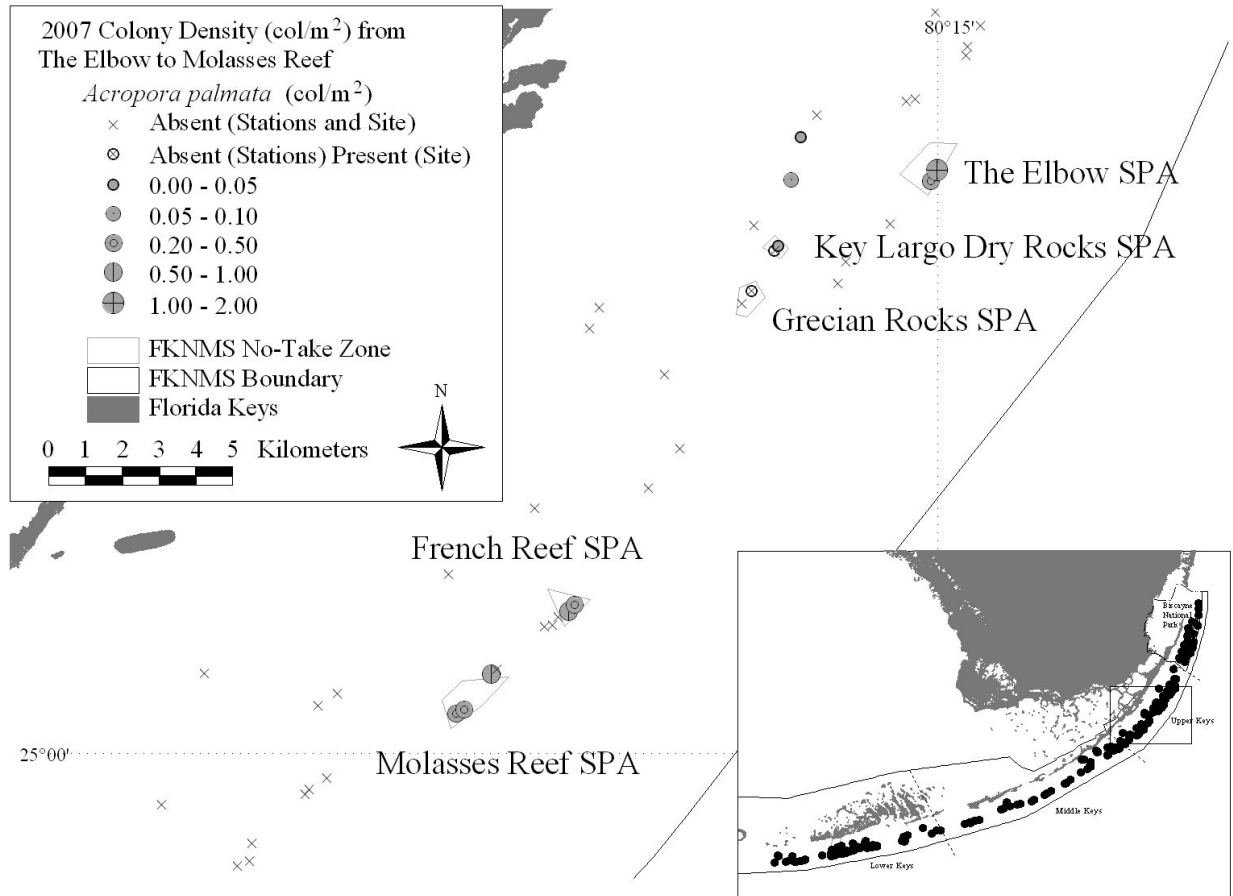 2007 Colony Density (col/m²) from
The Elbow to Molasses Reef
Acropora palmata (col/m²)
Absent (Stations and Site)
Absent (Stations) Present (Site)
0.00 - 0.05
0.05 - 0.10
0.20 - 0.50
0.50 - 1.00
1.00 - 2.00
FKNMS No-Take Zone
FKNMS Boundary
Florida Keys
0 1 2 3 4 5 Kilometers
N
80°15'
The Elbow SPA
Key Largo Dry Rocks SPA
Grecian Rocks SPA
French Reef SPA
Molasses Reef SPA
25°00'
Biscayne
National
Park
Upper Keys
Middle Keys
Lower Keys